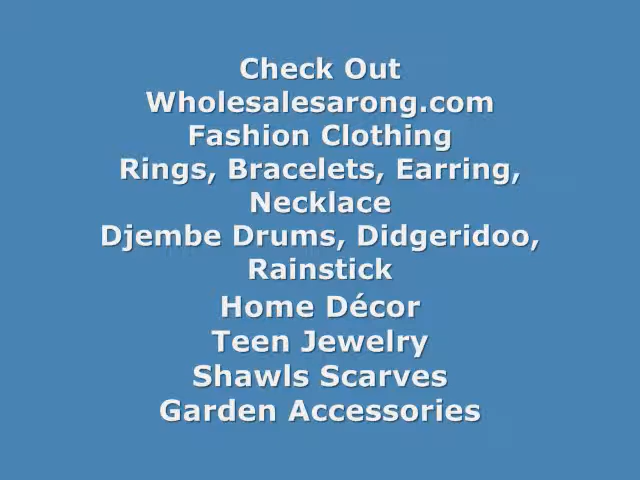 Check Out
Wholesalesarong.com
Fashion Clothing
Rings, Bracelets, Earring,
Necklace
Djembe Drums, Didgeridoo,
Rainstick
Home Décor
Teen Jewelry
Shawls Scarves
Garden Accessories